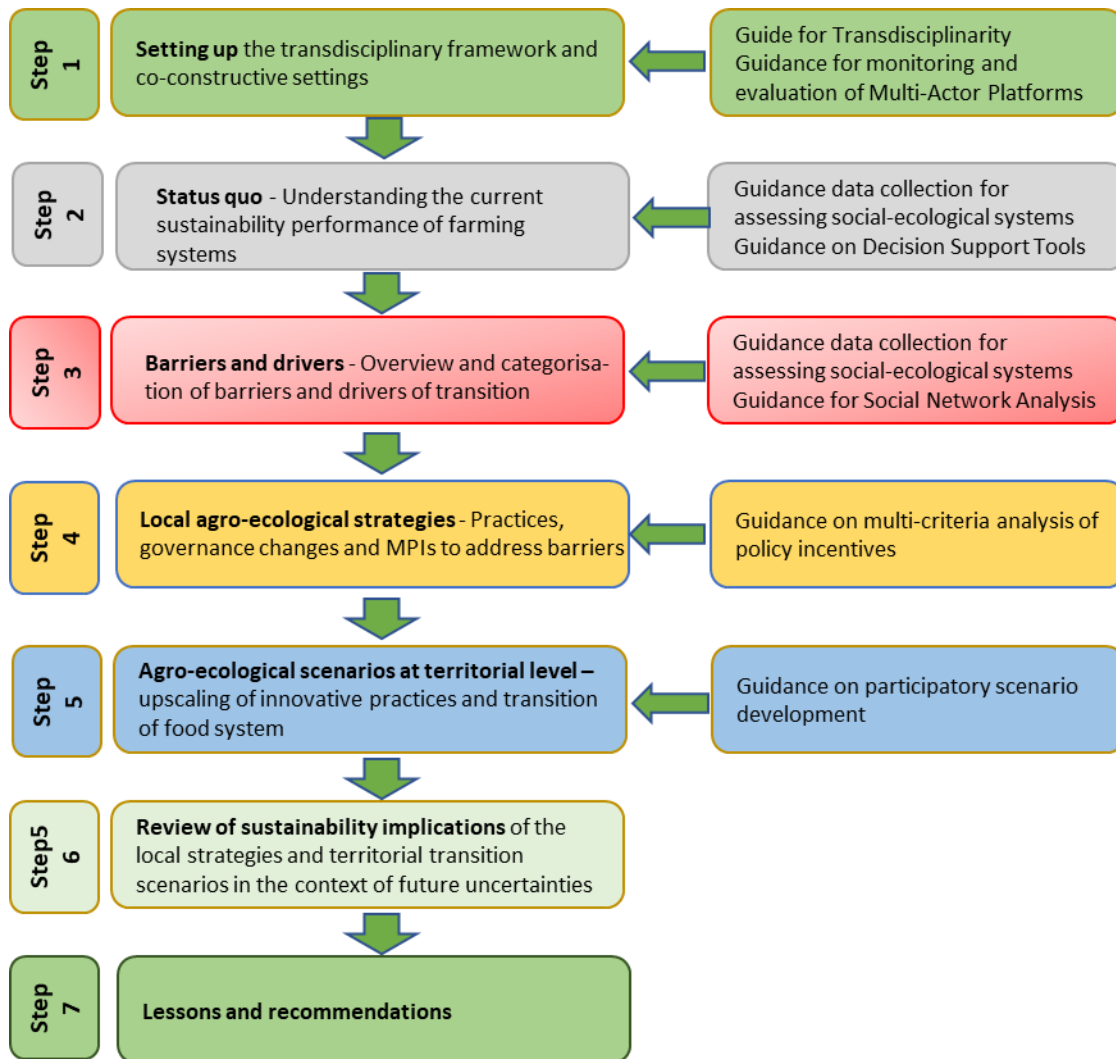 Step
1
Setting up the transdisciplinary framework and
co-constructive settings
Guide for Transdisciplinarity
Guidance for monitoring and
evaluation of Multi-Actor Platforms
Step
2
Status quo - Understanding the current
sustainability performance of farming
systems
Guidance data collection for
assessing social-ecological systems
Guidance on Decision Support Tools
Step
3
Barriers and drivers - Overview and categorisa-
tion of barriers and drivers of transition
Guidance data collection for
assessing social-ecological systems
Guidance for Social Network Analysis
Step
4
Local agro-ecological strategies - Practices,
governance changes and MPIs to address barriers
Guidance on multi-criteria analysis of
policy incentives
Step
5
Agro-ecological scenarios at territorial level –
upscaling of innovative practices and transition
of food system
Guidance on participatory scenario
development
Step5
6
Review of sustainability implications of the
local strategies and territorial transition
scenarios in the context of future uncertainties
Step
7
Lessons and recommendations